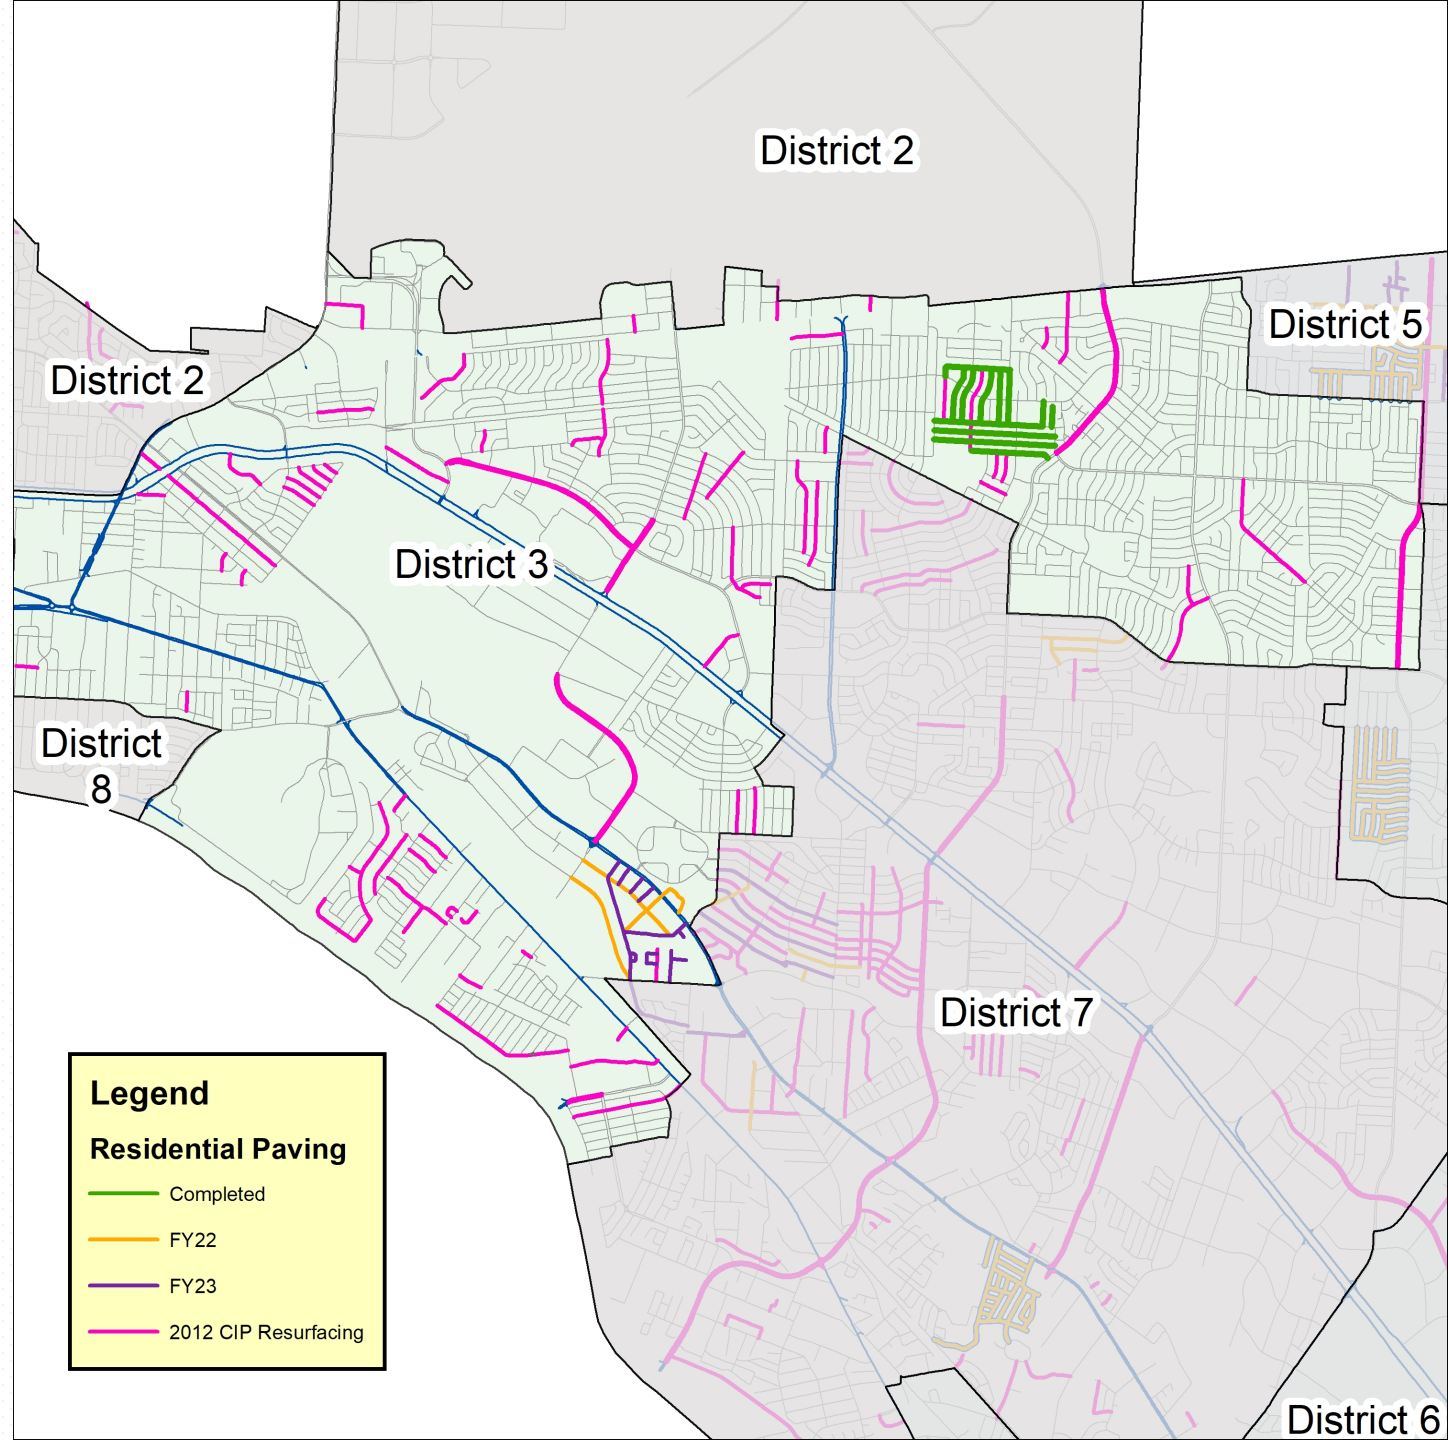 District 2
District 5
District 2
District 3
District
8
District 7
Legend
Residential Paving
Completed
FY22
FY23
2012 CIP Resurfacing
District 6